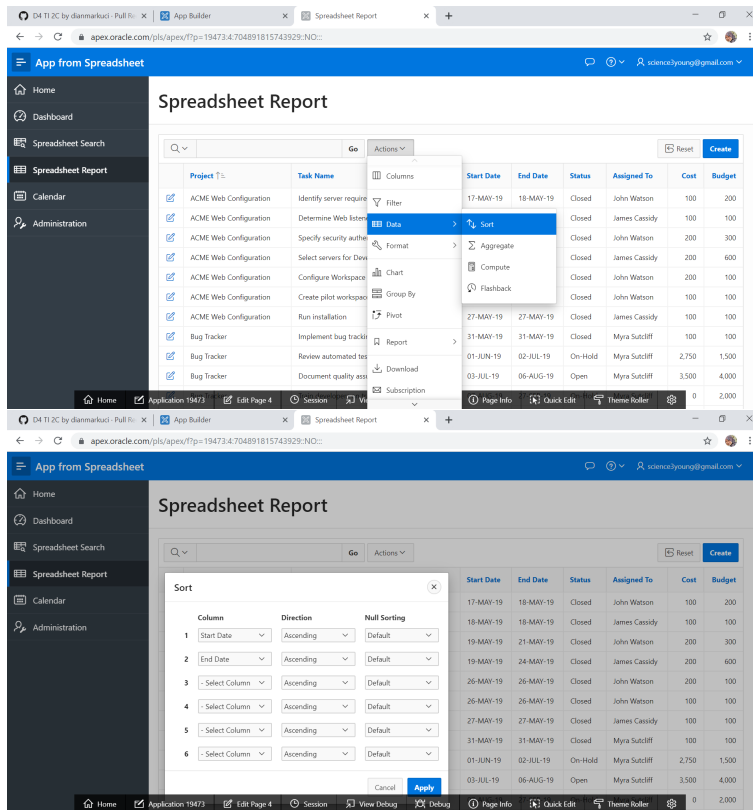 D4 TI 2C by dianmarkuci · Pull Re × App Builder × Spreadsheet Report × +
apex.oracle.com/pls/apex/f?p=19473:4:704891815743929::NO:::
App from Spreadsheet science3young@gmail.com
Home
Dashboard
Spreadsheet Search
Spreadsheet Report
Calendar
Administration
Spreadsheet Report
Go Actions Reset Create
Project Task Name Start Date End Date Status Assigned To Cost Budget
ACME Web Configuration Identify server require 17-MAY-19 18-MAY-19 Closed John Watson 100 200
ACME Web Configuration Determine Web listen Closed James Cassidy 100 100
ACME Web Configuration Specify security authe Closed John Watson 200 300
ACME Web Configuration Select servers for Deve Closed James Cassidy 200 600
ACME Web Configuration Configure Workspace Closed John Watson 200 100
ACME Web Configuration Create pilot workspac Closed John Watson 100 100
ACME Web Configuration Run installation 27-MAY-19 27-MAY-19 Closed James Cassidy 100 100
Bug Tracker Implement bug tracki 31-MAY-19 31-MAY-19 Closed Myra Sutcliff 100 100
Bug Tracker Review automated tes 01-JUN-19 02-JUL-19 On-Hold Myra Sutcliff 2,750 1,500
Bug Tracker Document quality assu 03-JUL-19 06-AUG-19 Open Myra Sutcliff 3,500 4,000
0 2,000
Columns
Filter
Data
Format
Chart
Group By
Pivot
Report
Download
Subscription
Sort
Aggregate
Compute
Flashback
Home Application 19473 Edit Page 4 Session Vi Page Info Quick Edit Theme Roller
D4 TI 2C by dianmarkuci · Pull Re × App Builder × Spreadsheet Report × +
apex.oracle.com/pls/apex/f?p=19473:4:704891815743929::NO:::
App from Spreadsheet science3young@gmail.com
Home
Dashboard
Spreadsheet Search
Spreadsheet Report
Calendar
Administration
Spreadsheet Report
Go Actions Reset Create
Start Date End Date Status Assigned To Cost Budget
17-MAY-19 18-MAY-19 Closed John Watson 100 200
18-MAY-19 18-MAY-19 Closed James Cassidy 100 100
19-MAY-19 21-MAY-19 Closed John Watson 200 300
19-MAY-19 24-MAY-19 Closed James Cassidy 200 600
26-MAY-19 26-MAY-19 Closed John Watson 200 100
26-MAY-19 26-MAY-19 Closed John Watson 100 100
27-MAY-19 27-MAY-19 Closed James Cassidy 100 100
31-MAY-19 31-MAY-19 Closed Myra Sutcliff 100 100
01-JUN-19 02-JUL-19 On-Hold Myra Sutcliff 2,750 1,500
03-JUL-19 06-AUG-19 Open Myra Sutcliff 3,500 4,000
0 2,000
Sort
Column Direction Null Sorting
1 Start Date Ascending Default
2 End Date Ascending Default
3 - Select Column Ascending Default
4 - Select Column Ascending Default
5 - Select Column Ascending Default
6 - Select Column Ascending Default
Cancel Apply
Home Application 19473 Edit Page 4 Session View Debug Debug Page Info Quick Edit Theme Roller